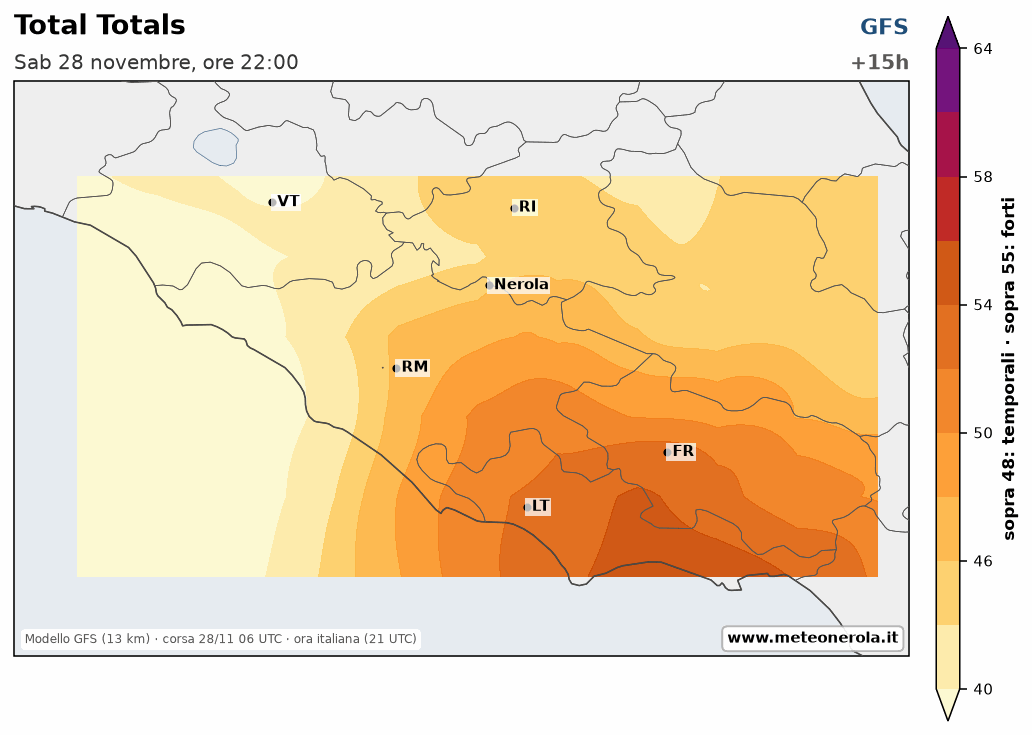 Total Totals
GFS
Sab 28 novembre, ore 22:00
+15h
VT
RI
Nerola
RM
FR
LT
Modello GFS (13 km) · corsa 28/11 06 UTC · ora italiana (21 UTC)
www.meteonerola.it
64
58
54
50
46
40
sopra 48: temporali · sopra 55: forti